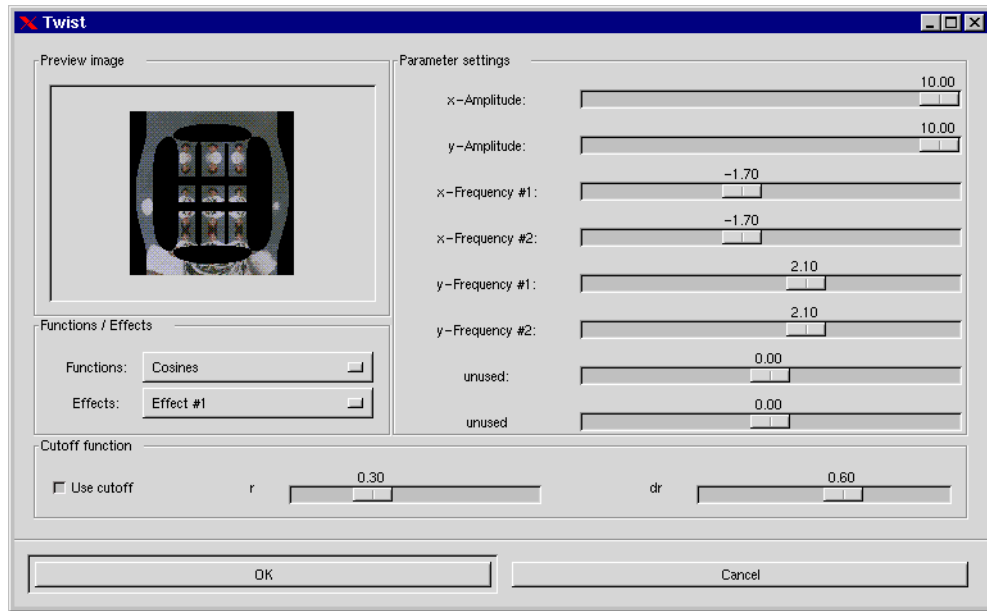 Twist
Preview image
Parameter settings
x-Amplitude:
10.00
y-Amplitude:
10.00
x-Frequency #1:
-1.70
x-Frequency #2:
-1.70
y-Frequency #1:
2.10
y-Frequency #2:
2.10
unused:
0.00
unused
0.00
Functions / Effects
Functions:
Cosines
Effects:
Effect #1
Cutoff function
Use cutoff
r
0.30
dr
0.60
OK
Cancel